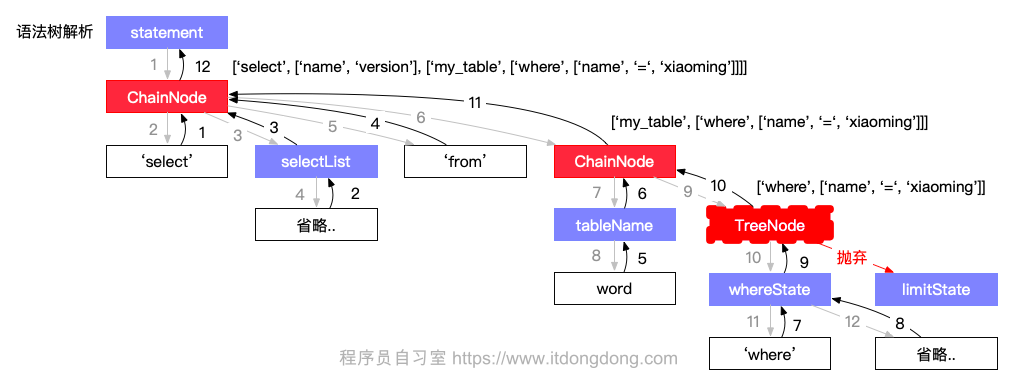 语法树解析
statement
1
12
[‘select’, [‘name’, ‘version’], [‘my_table’, [‘where’, [‘name’, ‘=‘, ‘xiaoming’]]]]
ChainNode
11
2
1
3
3
5
4
6
[‘my_table’, [‘where’, [‘name’, ‘=‘, ‘xiaoming’]]]
‘select’
selectList
‘from’
ChainNode
4
2
7
6
9
10
[‘where’, [‘name’, ‘=‘, ‘xiaoming’]]
省略..
tableName
TreeNode
8
5
10
9
抛弃
word
whereState
limitState
11
7
12
8
‘where’
省略..
程序员自习室 https://www.itdongdong.com